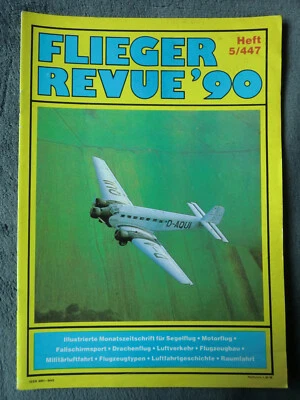 FLIEGER
REVUE '90
Heft
5/447
D-AQUI
Illustrierte Monatszeitschrift für Segelflug • Motorflug •
Fallschirmsport • Drachenflug • Luftverkehr • Flugzeugbau •
Militärluftfahrt • Flugzeugtypen • Luftfahrtgeschichte • Raumfahrt